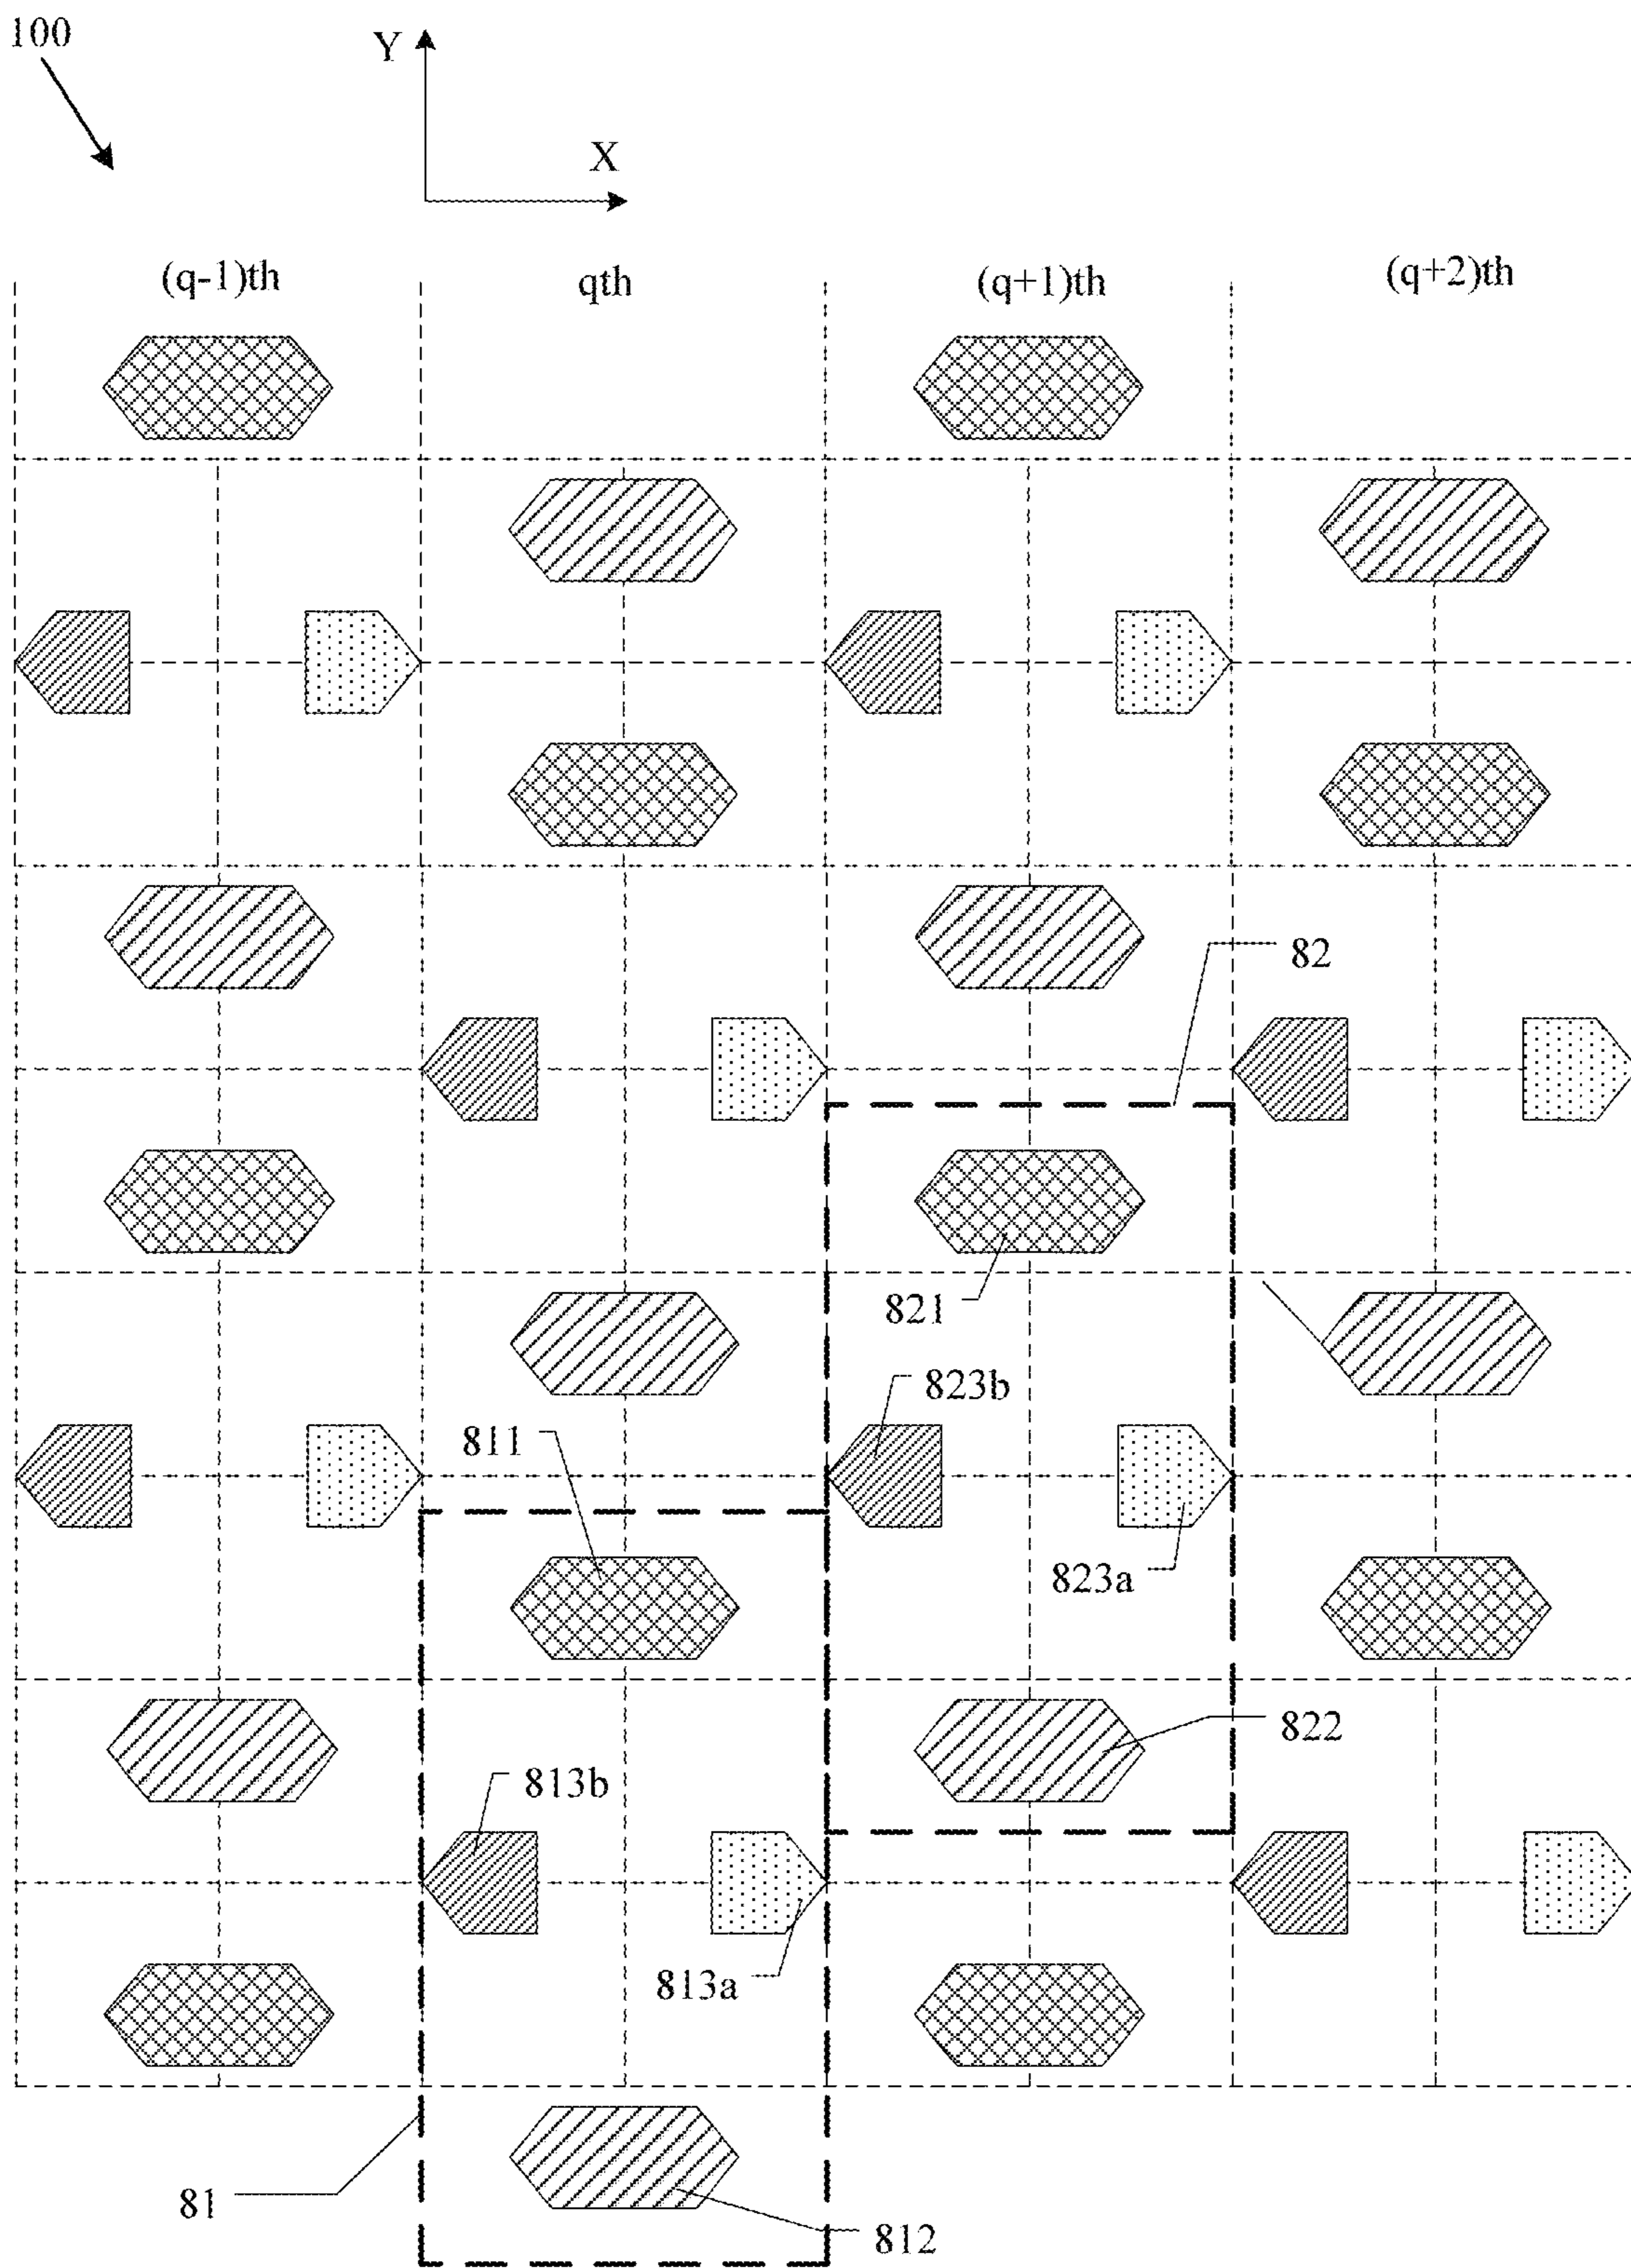 100
Y
X
(q-1)th qth (q+1)th (q+2)th
82
821
823b
811
823a
822
813b
813a
81
812